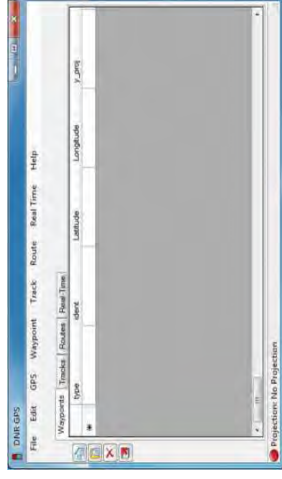 DNR GPS
File Edit GPS Waypoint Track Route Real Time Help
Waypoints Tracks Routes Real-Time
type ident Latitude Longitude y_proj
Projection: No Projection